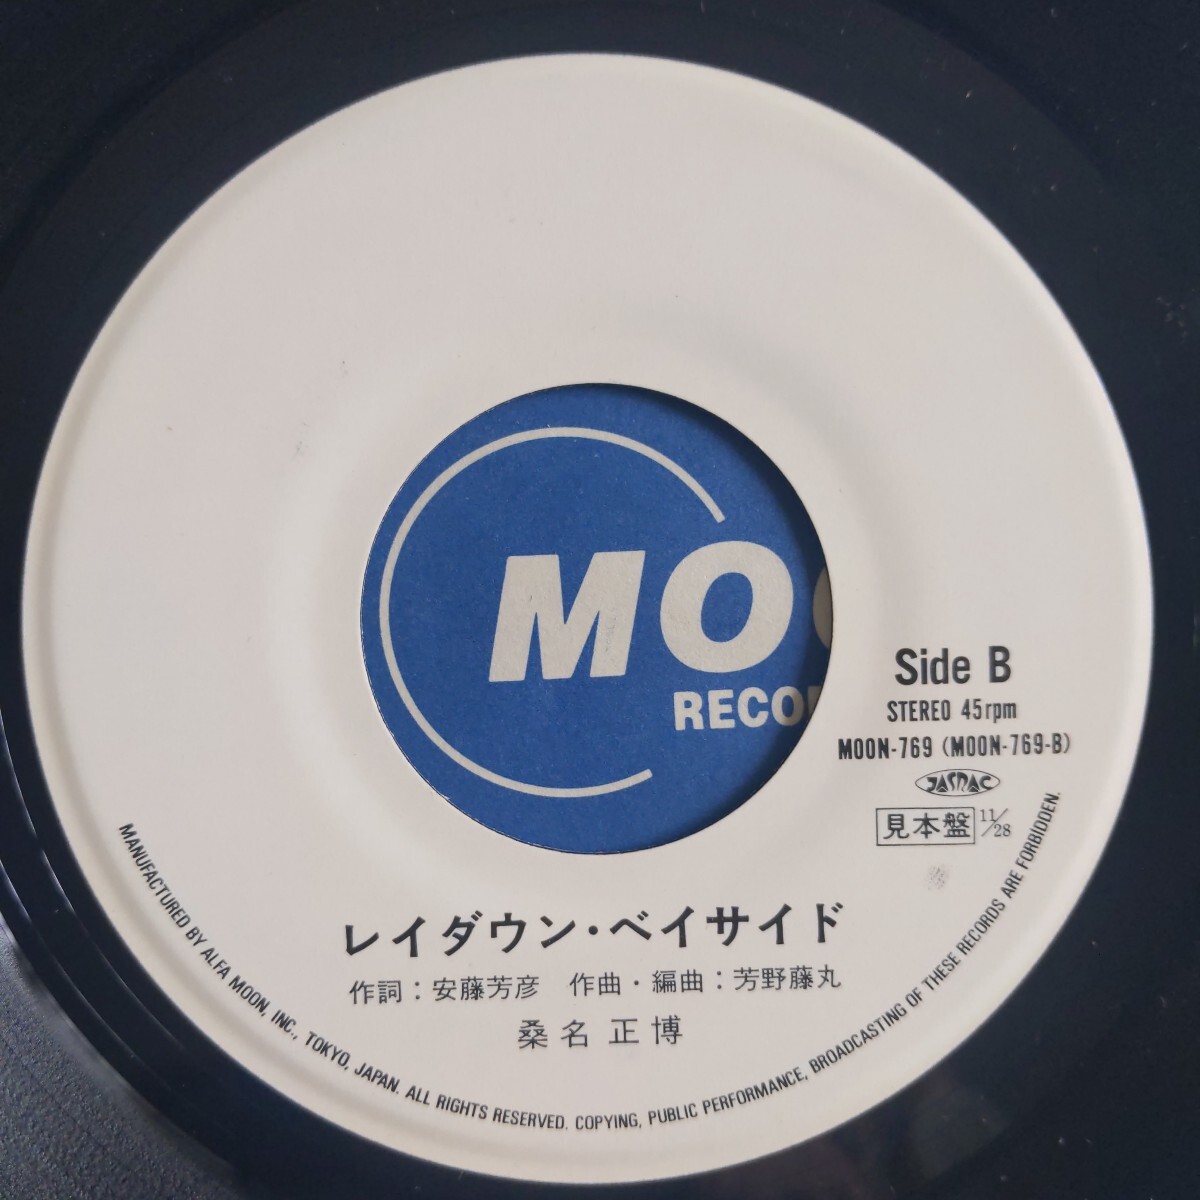 MO
RECO
Side B
STEREO 45rpm
MOON-769 (MOON-769-B)
JASRAC
見本盤 11/28
レイダウン・ベイサイド
作詞：安藤芳彦 作曲・編曲：芳野藤丸
桑名正博
MANUFACTURED BY ALFA MOON, INC., TOKYO, JAPAN. ALL RIGHTS RESERVED. COPYING, PUBLIC PERFORMANCE, BROADCASTING OF THESE RECORDS ARE FORBIDDEN.